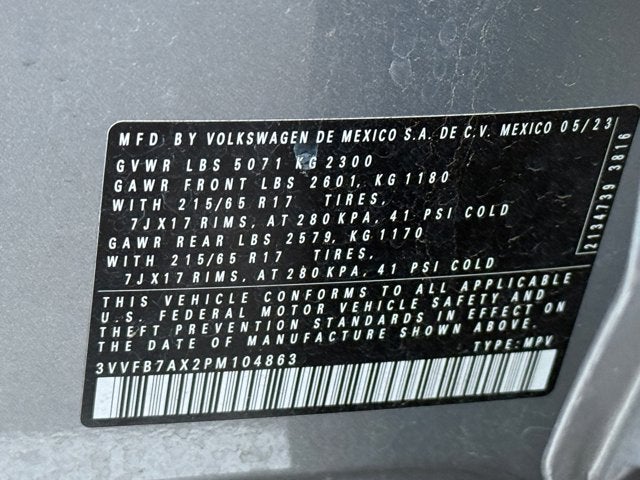 MFD BY VOLKSWAGEN DE MEXICO S.A. DE C.V. MEXICO 05/23
GVWR LBS 5071 KG 2300
GAWR FRONT LBS 2601, KG 1180
WITH 215/65 R17 TIRES,
7JX17 RIMS, AT 280 KPA, 41 PSI COLD
GAWR REAR LBS 2579, KG 1170
WITH 215/65 R17 TIRES,
7JX17 RIMS, AT 280 KPA, 41 PSI COLD
THIS VEHICLE CONFORMS TO ALL APPLICABLE
U.S. FEDERAL MOTOR VEHICLE SAFETY AND
THEFT PREVENTION STANDARDS IN EFFECT ON
THE DATE OF MANUFACTURE SHOWN ABOVE.
3VVFB7AX2PM104863 TYPE: MPV
2134739 3816